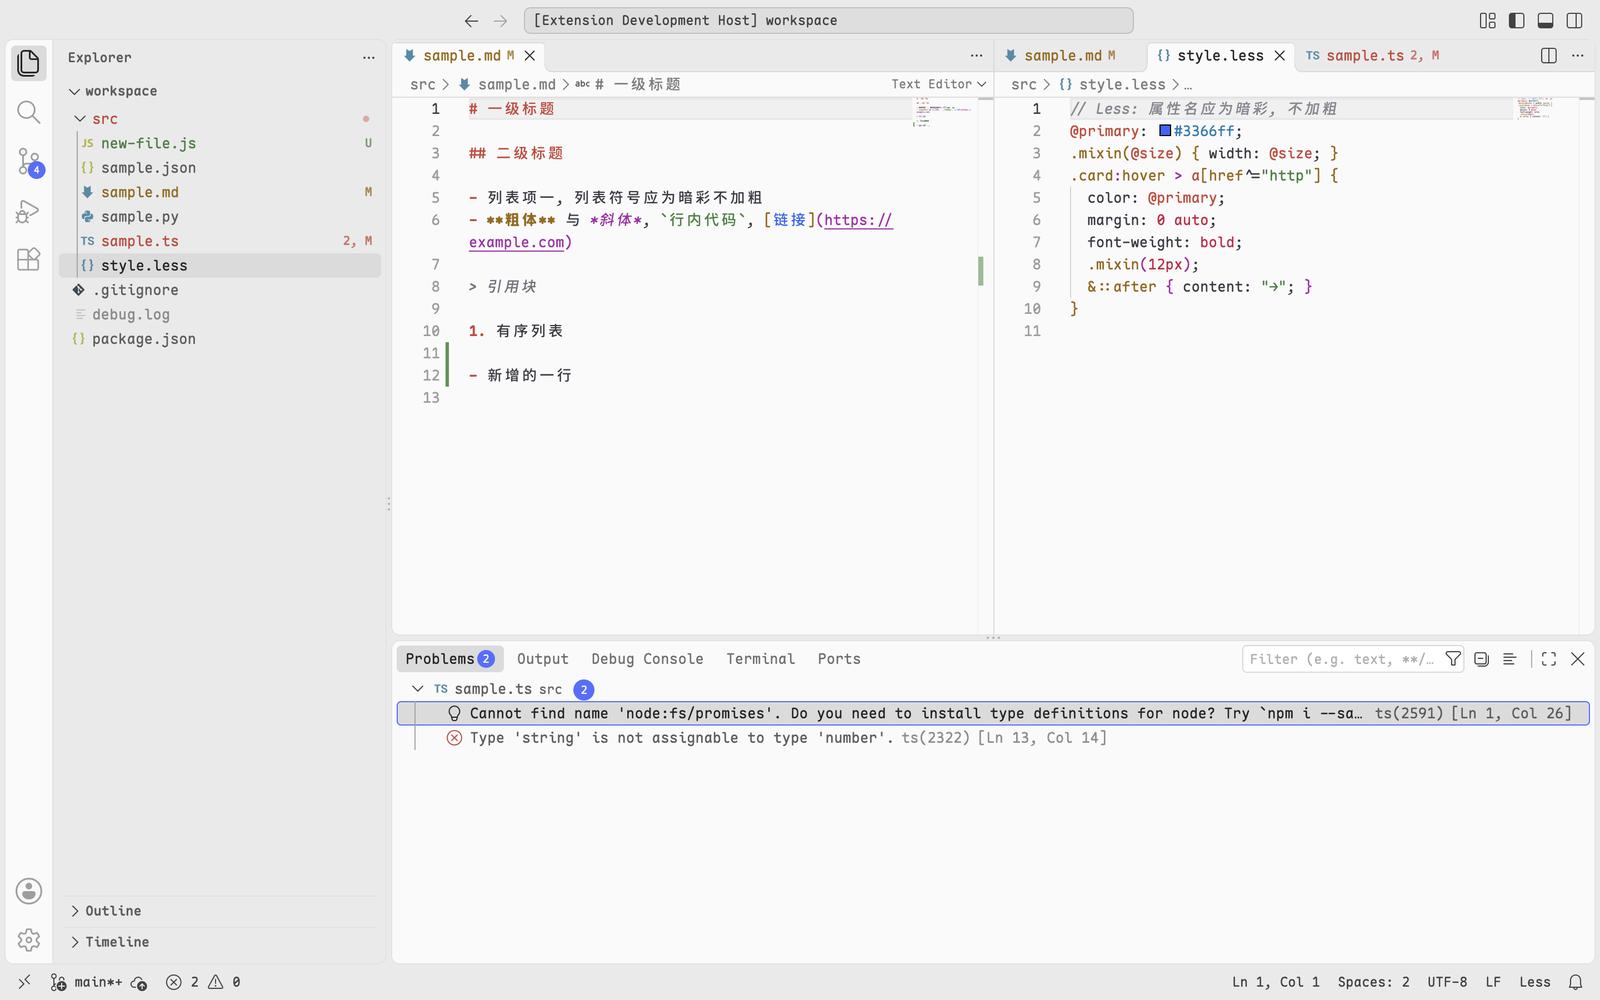 [Extension Development Host] workspace
Explorer
workspace
src
JS new-file.js U
{} sample.json
sample.md M
sample.py
TS sample.ts 2, M
{} style.less
.gitignore
debug.log
{} package.json
Outline
Timeline
4
sample.md M
src > sample.md > abc # 一级标题
Text Editor
1 # 一级标题
2
3 ## 二级标题
4
5 - 列表项一, 列表符号应为暗彩不加粗
6 - **粗体** 与 *斜体*, `行内代码`, [链接](https://
example.com)
7
8 > 引用块
9
10 1. 有序列表
11
12 - 新增的一行
13
sample.md M
{} style.less
TS sample.ts 2, M
src > {} style.less > …
1 // Less: 属性名应为暗彩, 不加粗
2 @primary: #3366ff;
3 .mixin(@size) { width: @size; }
4 .card:hover > a[href^="http"] {
5 color: @primary;
6 margin: 0 auto;
7 font-weight: bold;
8 .mixin(12px);
9 &::after { content: "→"; }
10 }
11
Problems 2 Output Debug Console Terminal Ports
Filter (e.g. text, **/…
TS sample.ts src 2
Cannot find name 'node:fs/promises'. Do you need to install type definitions for node? Try `npm i --sa… ts(2591) [Ln 1, Col 26]
Type 'string' is not assignable to type 'number'. ts(2322) [Ln 13, Col 14]
main*+ 2 0
Ln 1, Col 1 Spaces: 2 UTF-8 LF Less